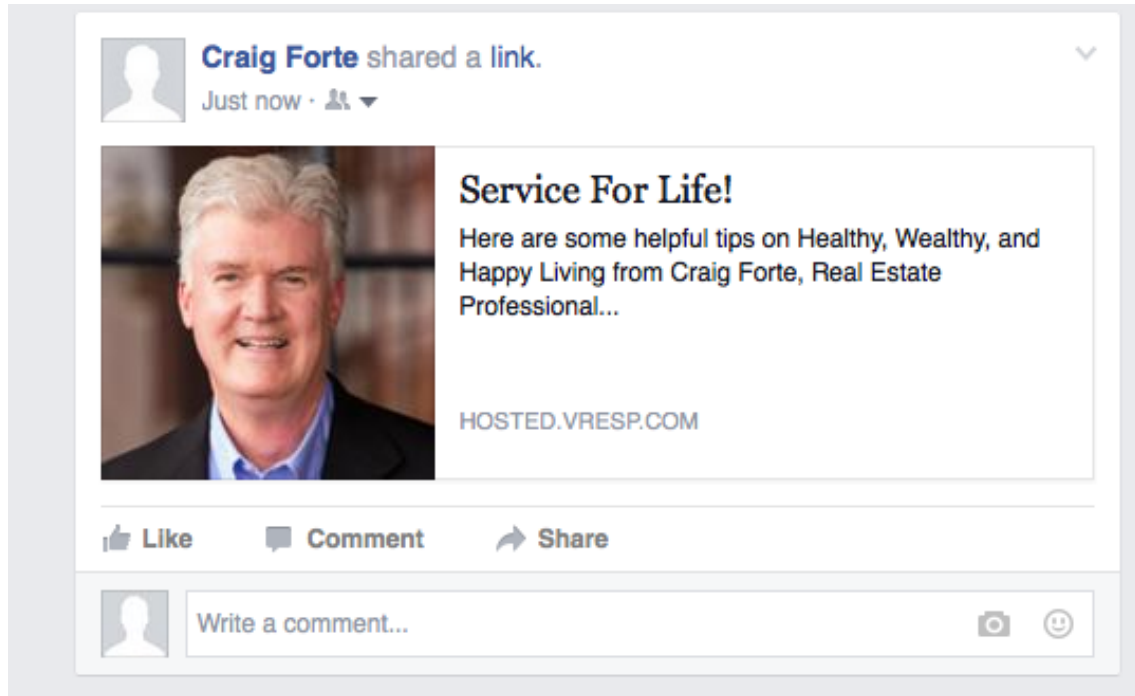 Craig Forte shared a link.
Just now ·
Service For Life!
Here are some helpful tips on Healthy, Wealthy, and
Happy Living from Craig Forte, Real Estate
Professional...
HOSTED.VRESP.COM
Like Comment Share
Write a comment...